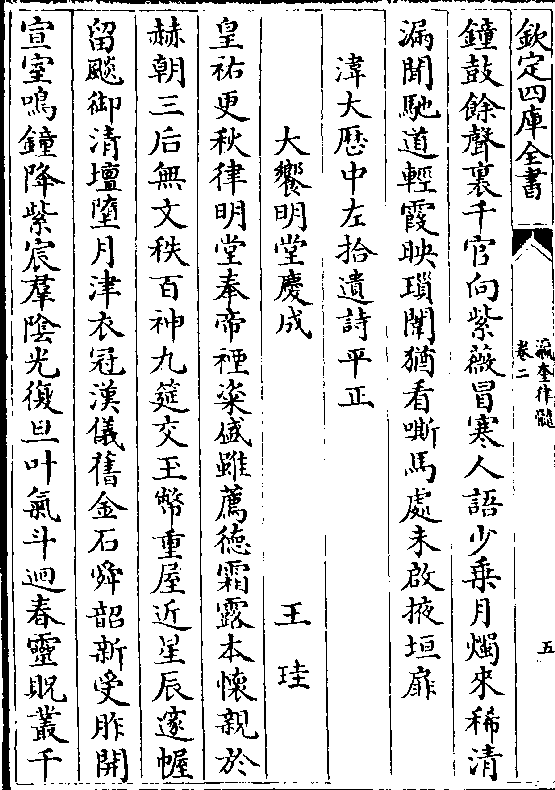 欽定四庫全書
瀛奎律髓
卷二
五
鐘鼓餘聲裏千官向紫薇冒寒人語少乗月燭來稀清
漏聞馳道輕霞映瑣闈猶看嘶馬處未啟掖垣扉
湋大厯中左拾遺詩平正
大饗明堂慶成　王珪
皇祐更秋律明堂奉帝禋粢盛雖薦徳霜露本懷親於
赫朝三后無文秩百神九筵交玉幣重屋近星辰邃幄
留飈御清壇墮月津衣冠漢儀舊金石舜韶新受胙開
宣室鳴鐘降紫宸羣陰光復旦叶氣斗迴春靈貺叢千